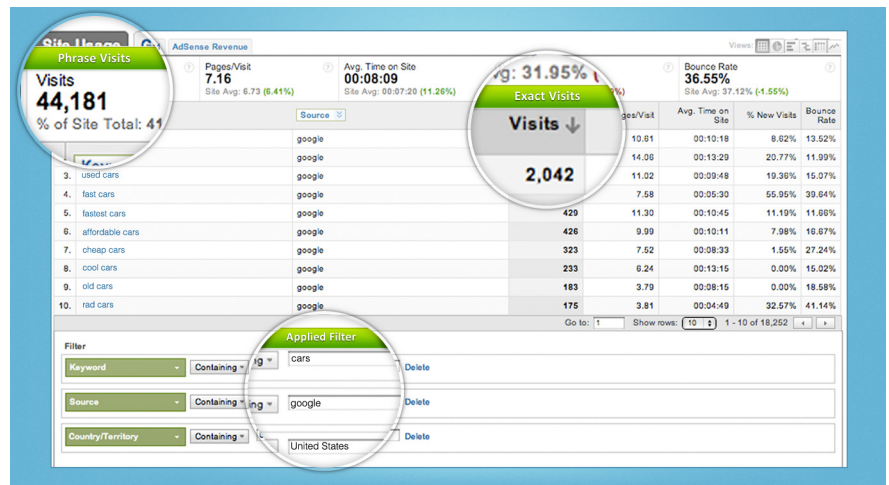 Site Usage
AdSense Revenue
Views:
Phrase Visits
Visits
44,181
% of Site Total: 41
Pages/Visit
7.16
Site Avg: 6.73 (6.41%)
Avg. Time on Site
00:08:09
Site Avg: 00:07:20 (11.26%)
Avg: 31.95%
Exact Visits
Visits
2,042
Bounce Rate
36.55%
Site Avg: 37.12% (-1.55%)
Source
Pages/Visit
Avg. Time on Site
% New Visits
Bounce Rate
google 10.61 00:10:18 8.62% 13.52%
google 14.06 00:13:29 20.77% 11.99%
3. used cars google 11.02 00:09:48 19.36% 15.07%
4. fast cars google 7.58 00:05:30 55.95% 39.64%
5. fastest cars google 429 11.30 00:10:45 11.19% 11.66%
6. affordable cars google 426 9.99 00:10:11 7.98% 16.67%
7. cheap cars google 323 7.52 00:08:33 1.55% 27.24%
8. cool cars google 233 6.24 00:13:15 0.00% 15.02%
9. old cars google 183 3.79 00:08:15 0.00% 18.58%
10. rad cars google 175 3.81 00:04:49 32.57% 41.14%
Go to: 1 Show rows: 10 1 - 10 of 18,252
Applied Filter
Filter
Keyword Containing cars Delete
Source Containing google Delete
Country/Territory Containing United States Delete